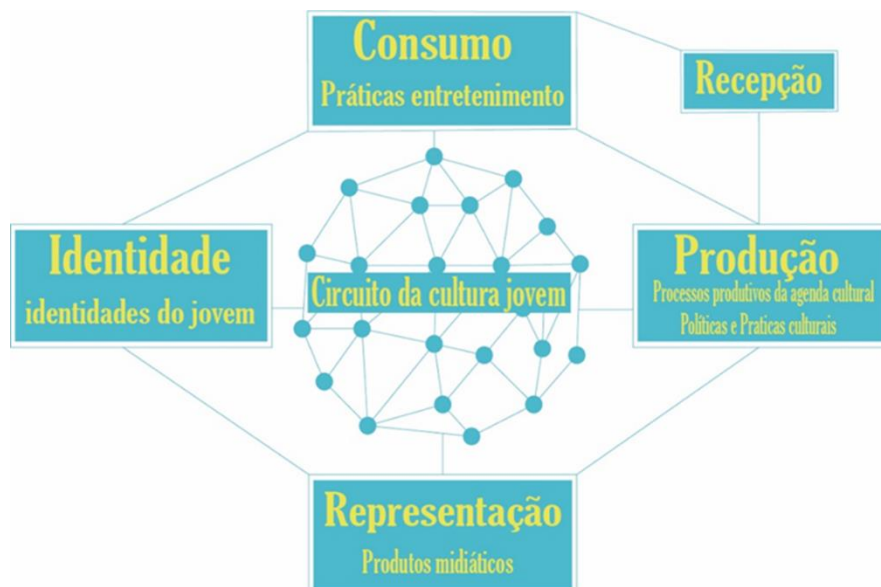 Consumo
Práticas entretenimento
Recepção
Identidade
identidades do jovem
Circuito da cultura jovem
Produção
Processos produtivos da agenda cultural
Políticas e Praticas culturais
Representação
Produtos midiáticos